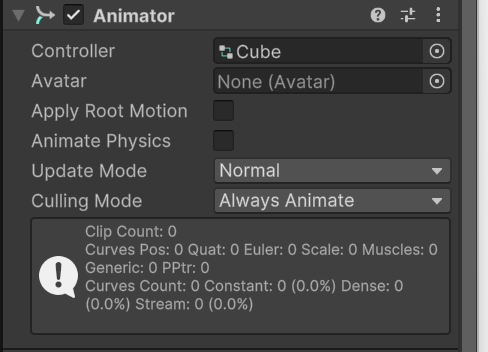 Animator
Controller Cube
Avatar None (Avatar)
Apply Root Motion
Animate Physics
Update Mode Normal
Culling Mode Always Animate
Clip Count: 0
Curves Pos: 0 Quat: 0 Euler: 0 Scale: 0 Muscles: 0
Generic: 0 PPtr: 0
Curves Count: 0 Constant: 0 (0.0%) Dense: 0
(0.0%) Stream: 0 (0.0%)